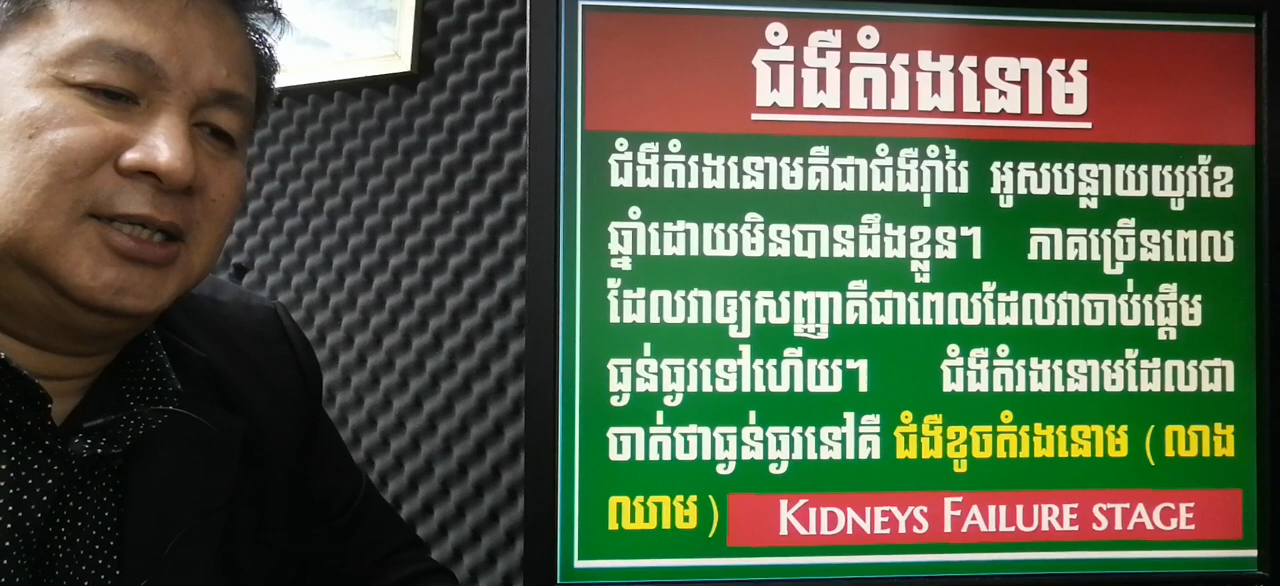 ជំងឺតំរងនោម
ជំងឺតំរងនោមគឺជាជំងឺរ៉ាំរៃ អូសបន្លាយយូរខែ
ឆ្នាំដោយមិនបានដឹងខ្លួន។ ភាគច្រើនពេល
ដែលវាឲ្យសញ្ញាគឺជាពេលដែលវាចាប់ផ្តើម
ធ្ងន់ធ្ងរទៅហើយ។ ជំងឺតំរងនោមដែលជា
ចាត់ថាធ្ងន់ធ្ងរនៅគឺ ជំងឺខូចតំរងនោម (លាង
ឈាម) KIDNEYS FAILURE STAGE